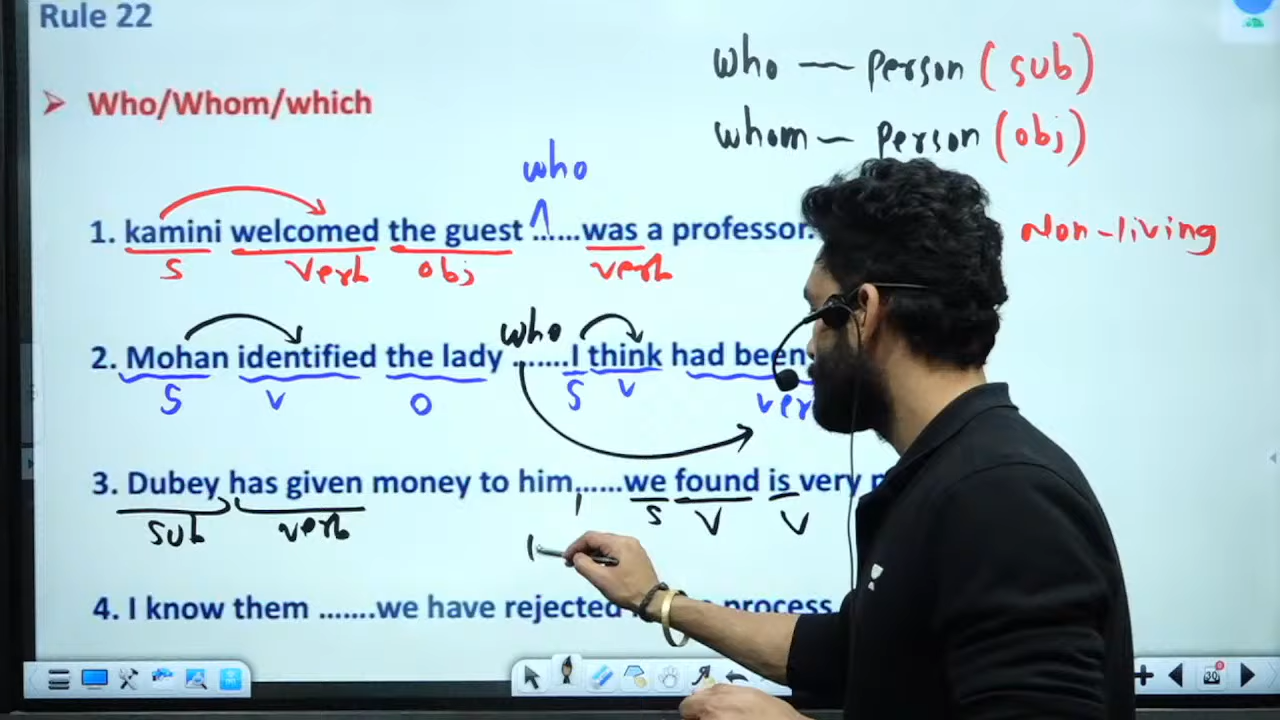 Rule 22
who — person (sub)
Who/Whom/which
whom — person (obj)
who
1. kamini welcomed the guest ......was a professor.
Non-living
S verb obj verb
who
2. Mohan identified the lady .......I think had been
S V O S V ver
3. Dubey has given money to him......we found is very
sub verb S V V
4. I know them .......we have rejected process
30